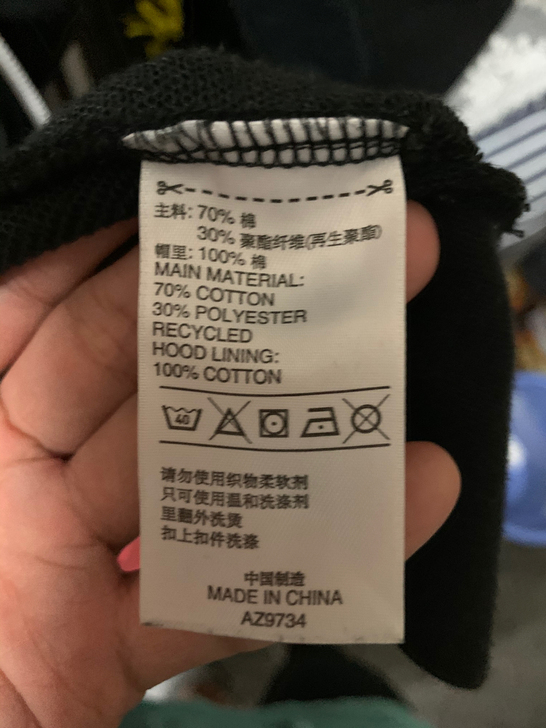 主料: 70% 棉
30% 聚酯纤维(再生聚酯)
帽里: 100% 棉
MAIN MATERIAL:
70% COTTON
30% POLYESTER
RECYCLED
HOOD LINING:
100% COTTON
40
请勿使用织物柔软剂
只可使用温和洗涤剂
里翻外洗烫
扣上扣件洗涤
中国制造
MADE IN CHINA
AZ9734